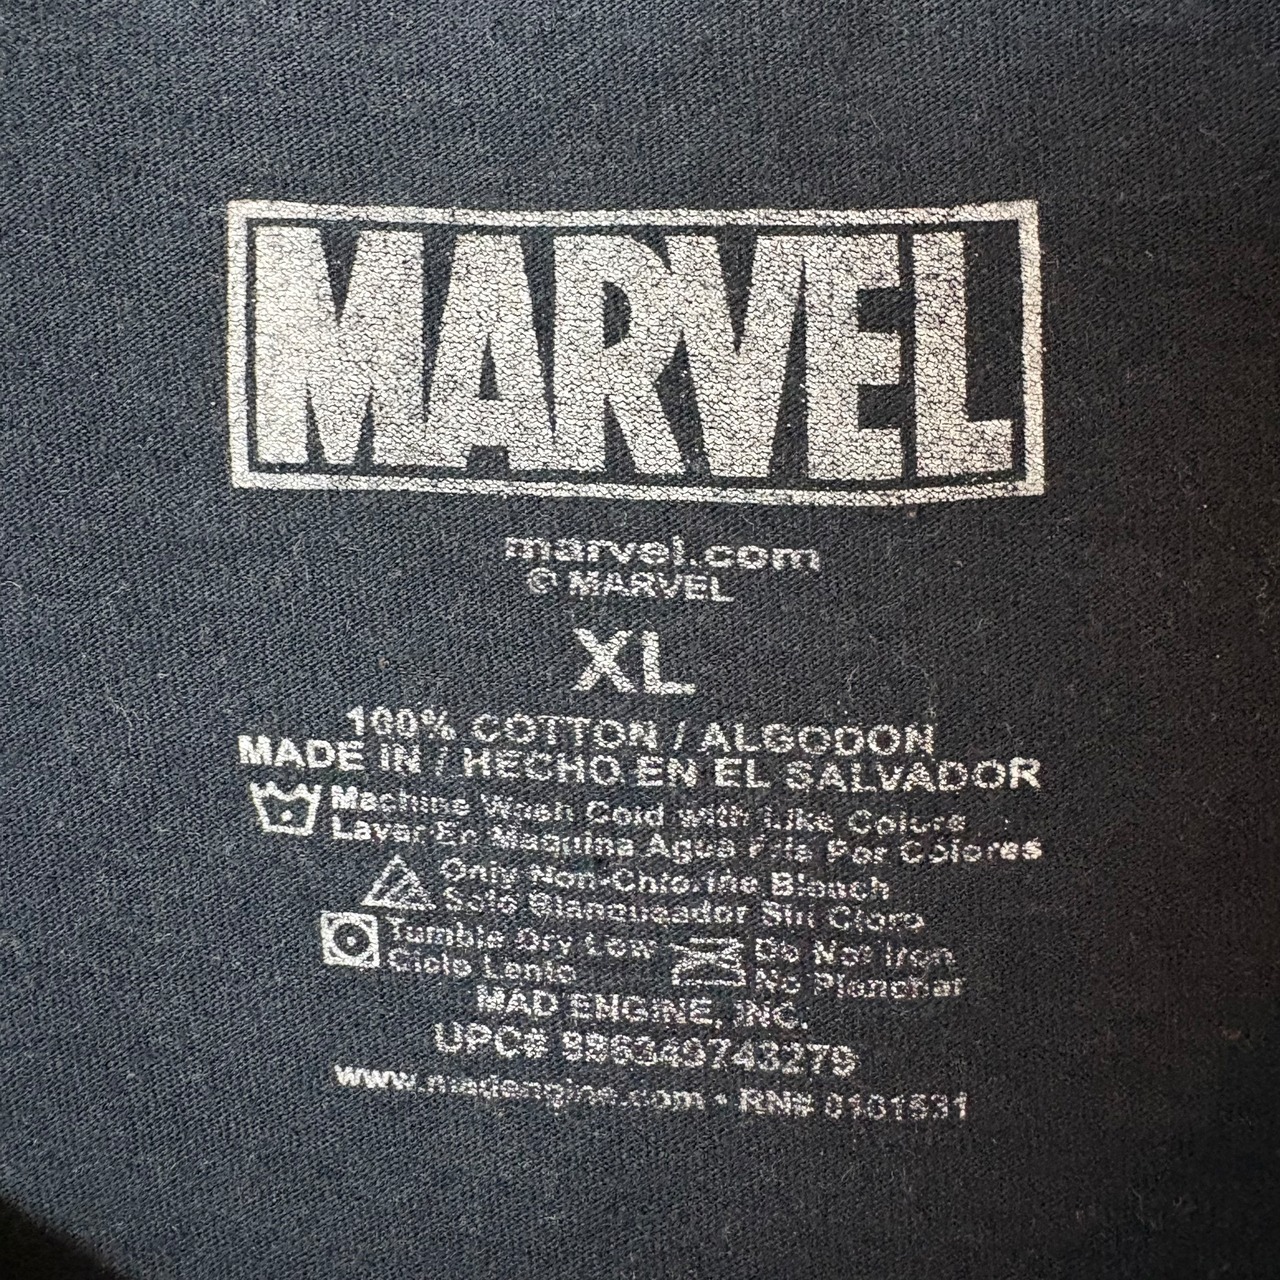 MARVEL
marvel.com
© MARVEL
XL
100% COTTON / ALGODON
MADE IN / HECHO EN EL SALVADOR
Machine Wash Cold with Like Colors
Lavar En Maquina Agua Fria Por Colores
Only Non-Chlorine Bleach
Solo Blanqueador Sin Cloro
Tumble Dry Low
Ciclo Lento
Do Not Iron
No Planchar
MAD ENGINE, INC.
UPC#
www.madengine.com • RN#